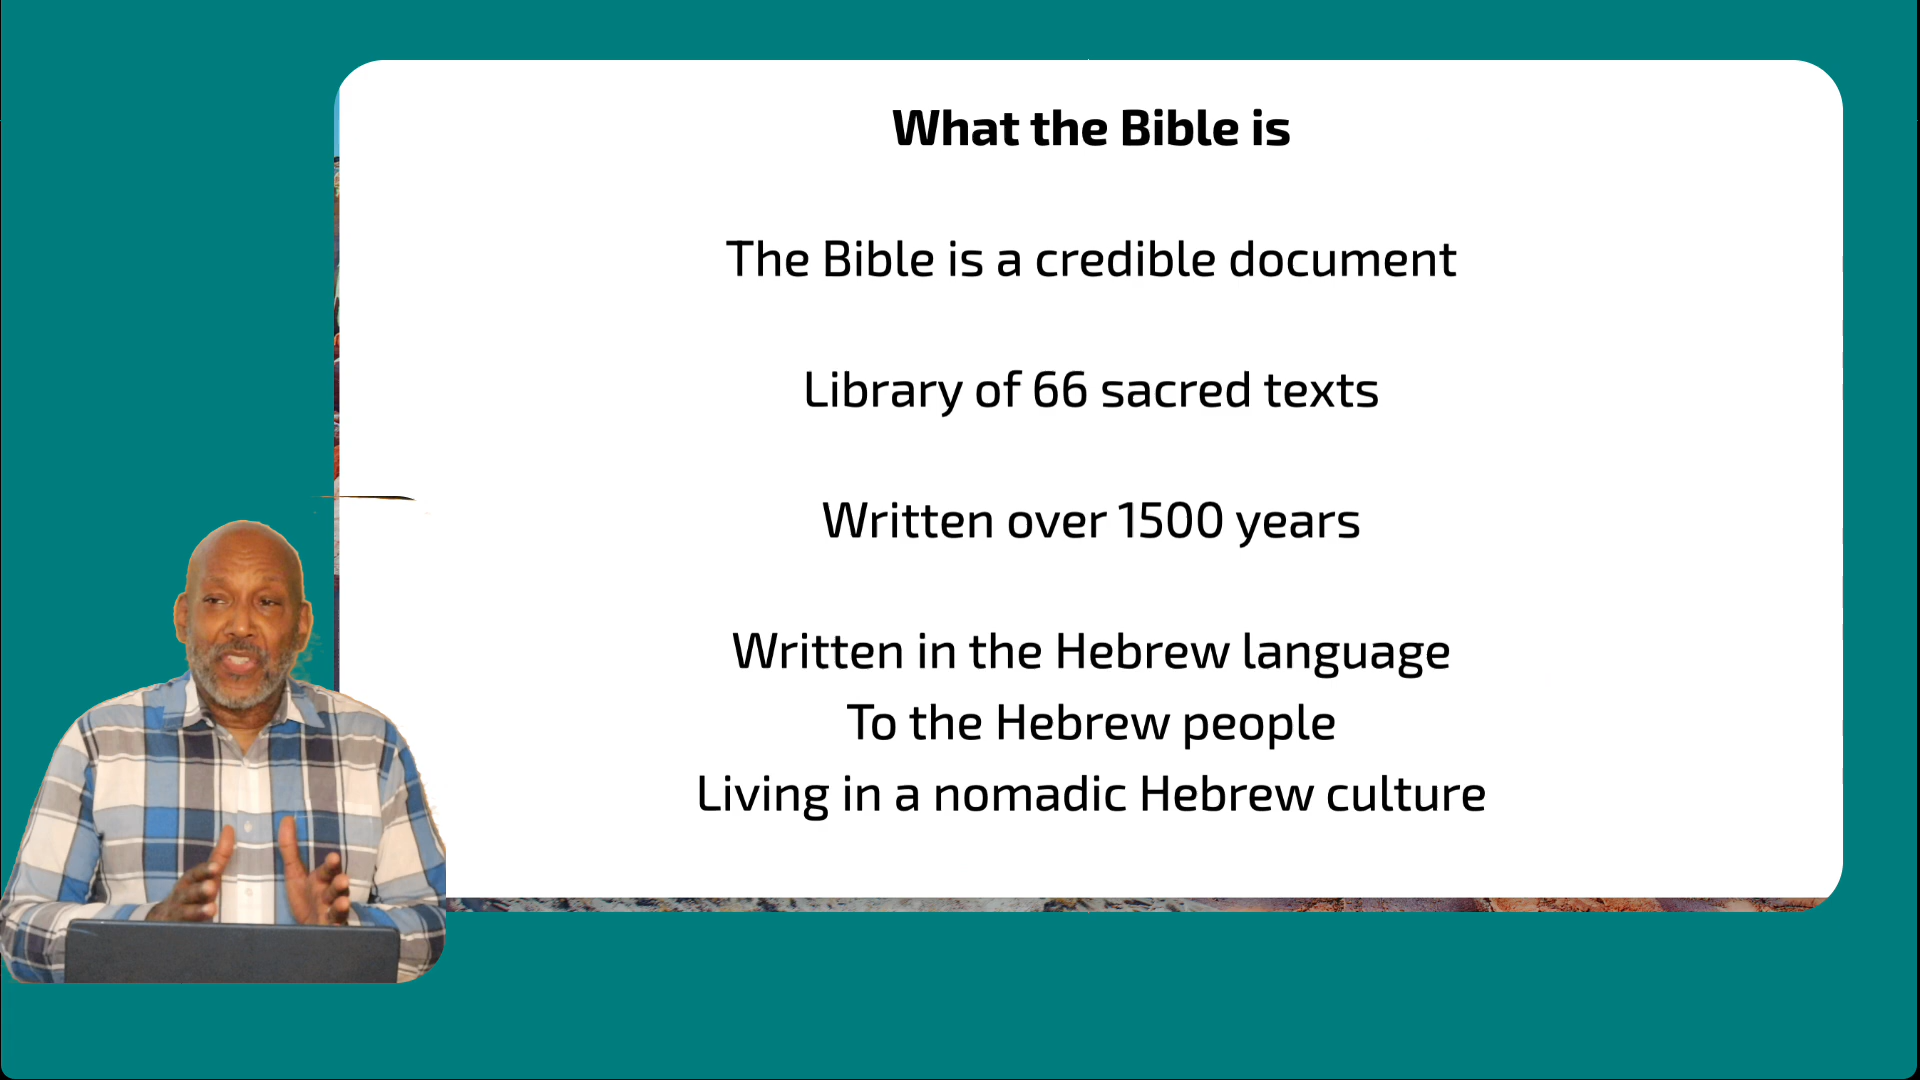 What the Bible is
The Bible is a credible document
Library of 66 sacred texts
Written over 1500 years
Written in the Hebrew language
To the Hebrew people
Living in a nomadic Hebrew culture